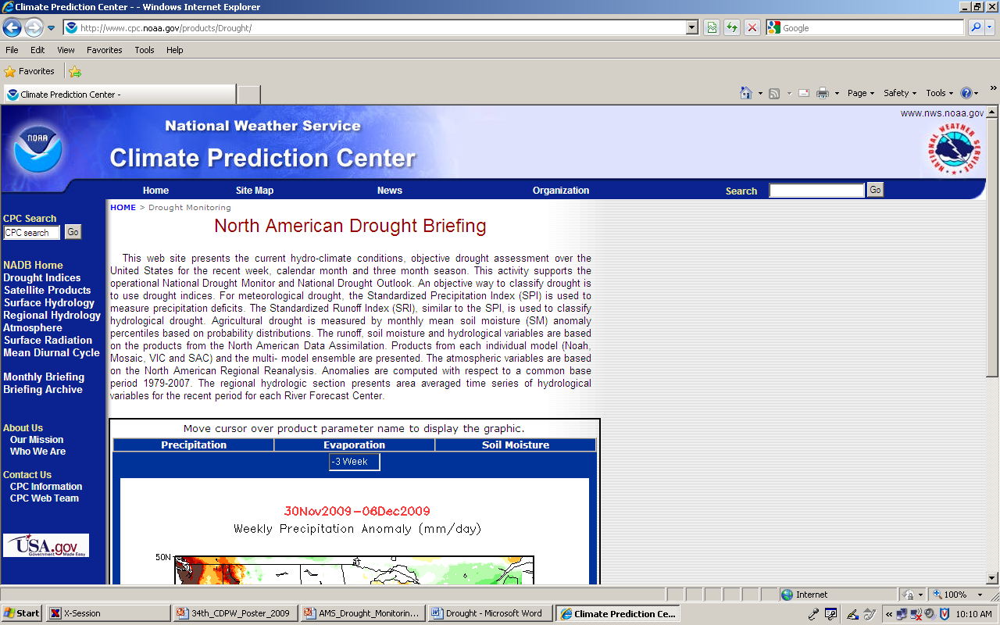 Climate Prediction Center - - Windows Internet Explorer
http://www.cpc.noaa.gov/products/Drought/
Google
File Edit View Favorites Tools Help
Favorites
Climate Prediction Center -
Page Safety Tools
www.nws.noaa.gov
NOAA
National Weather Service
NATIONAL WEATHER SERVICE
Climate Prediction Center
Home Site Map News Organization Search Go
HOME > Drought Monitoring
CPC Search
CPC search Go
NADB Home
Drought Indices
Satellite Products
Surface Hydrology
Regional Hydrology
Atmosphere
Surface Radiation
Mean Diurnal Cycle
Monthly Briefing
Briefing Archive
About Us
Our Mission
Who We Are
Contact Us
CPC Information
CPC Web Team
USA.gov
Government Made Easy
North American Drought Briefing
This web site presents the current hydro-climate conditions, objective drought assessment over the
United States for the recent week, calendar month and three month season. This activity supports the
operational National Drought Monitor and National Drought Outlook. An objective way to classify drought is
to use drought indices. For meteorological drought, the Standardized Precipitation Index (SPI) is used to
measure precipitation deficits. The Standardized Runoff Index (SRI), similar to the SPI, is used to classify
hydrological drought. Agricultural drought is measured by monthly mean soil moisture (SM) anomaly
percentiles based on probability distributions. The runoff, soil moisture and hydrological variables are based
on the products from the North American Data Assimilation. Products from each individual model (Noah,
Mosaic, VIC and SAC) and the multi- model ensemble are presented. The atmospheric variables are based
on the North American Regional Reanalysis. Anomalies are computed with respect to a common base
period 1979-2007. The regional hydrologic section presents area averaged time series of hydrological
variables for the recent period for each River Forecast Center.
Move cursor over product parameter name to display the graphic.
Precipitation Evaporation Soil Moisture
-3 Week
30Nov2009-06Dec2009
Weekly Precipitation Anomaly (mm/day)
50N
Internet 100%
Start X-Session 34th_CDPW_Poster_2009 AMS_Drought_Monitorin... Drought - Microsoft Word Climate Prediction Ce... 10:10 AM